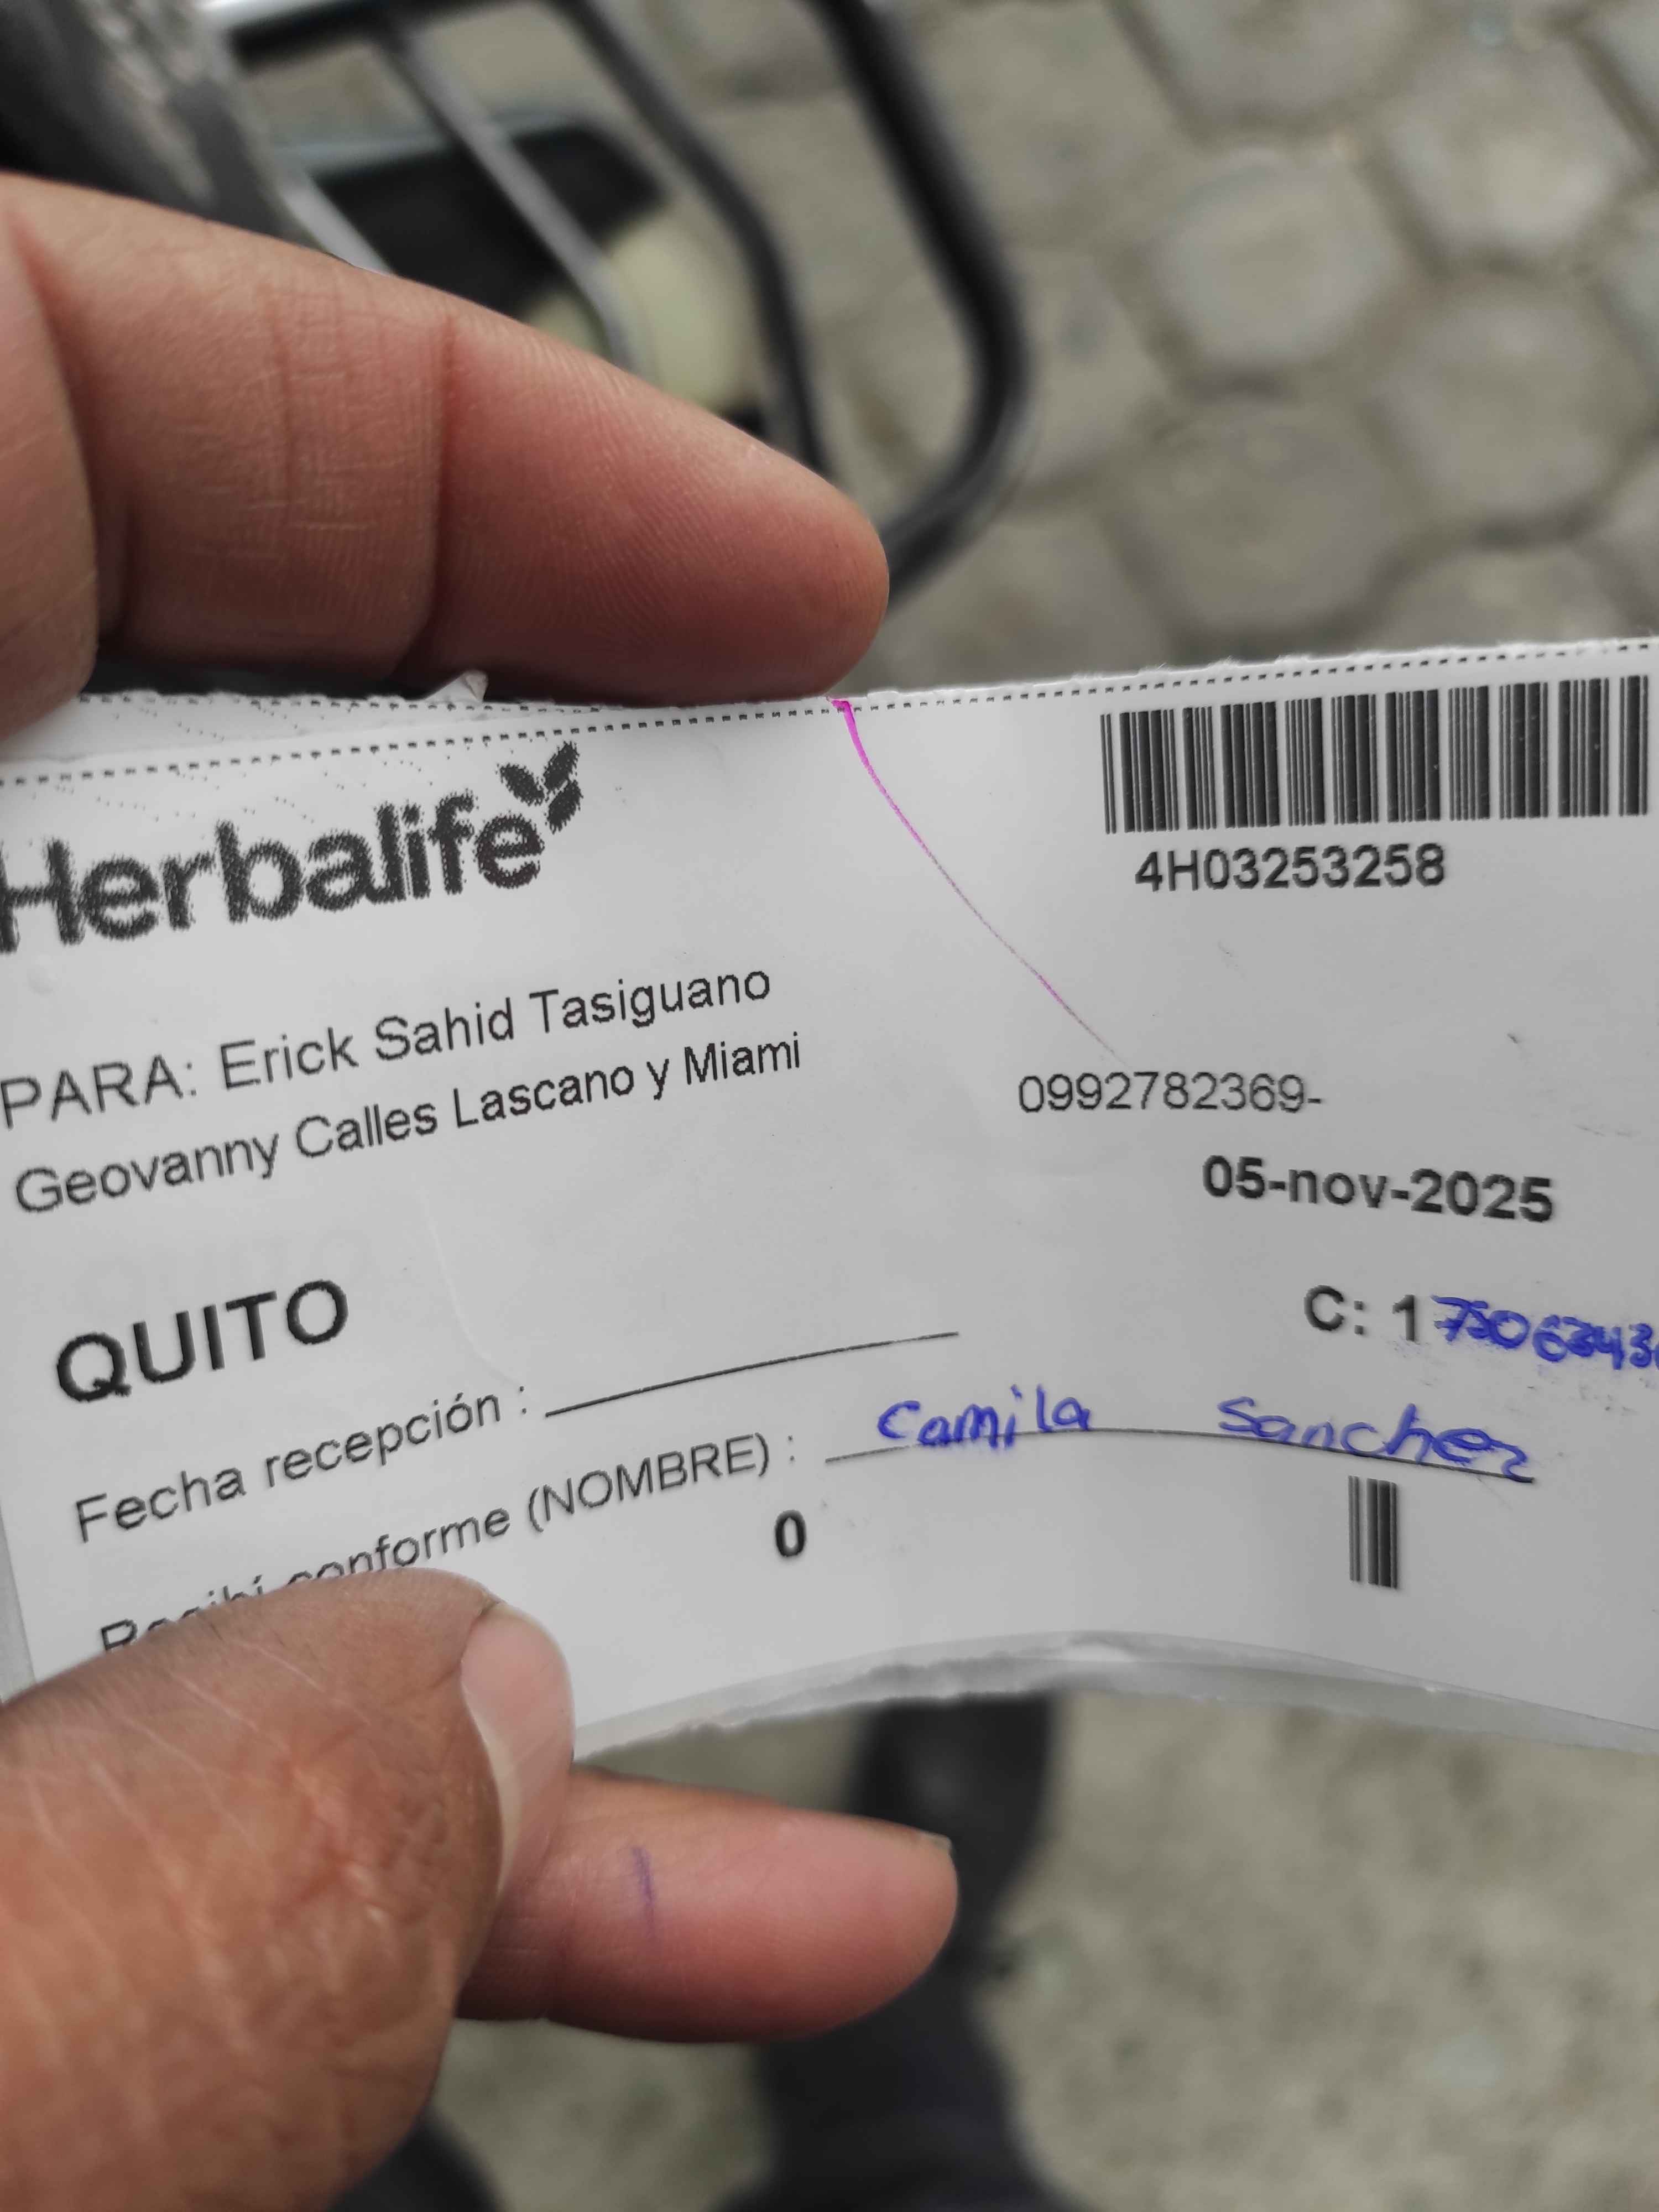 Herbalife
4H03253258
PARA: Erick Sahid Tasiguano
Geovanny Calles Lascano y Miami
0992782369-
05-nov-2025
QUITO
C: 1
Fecha recepción :
Recibí conforme (NOMBRE) : Camila Sanchez
0